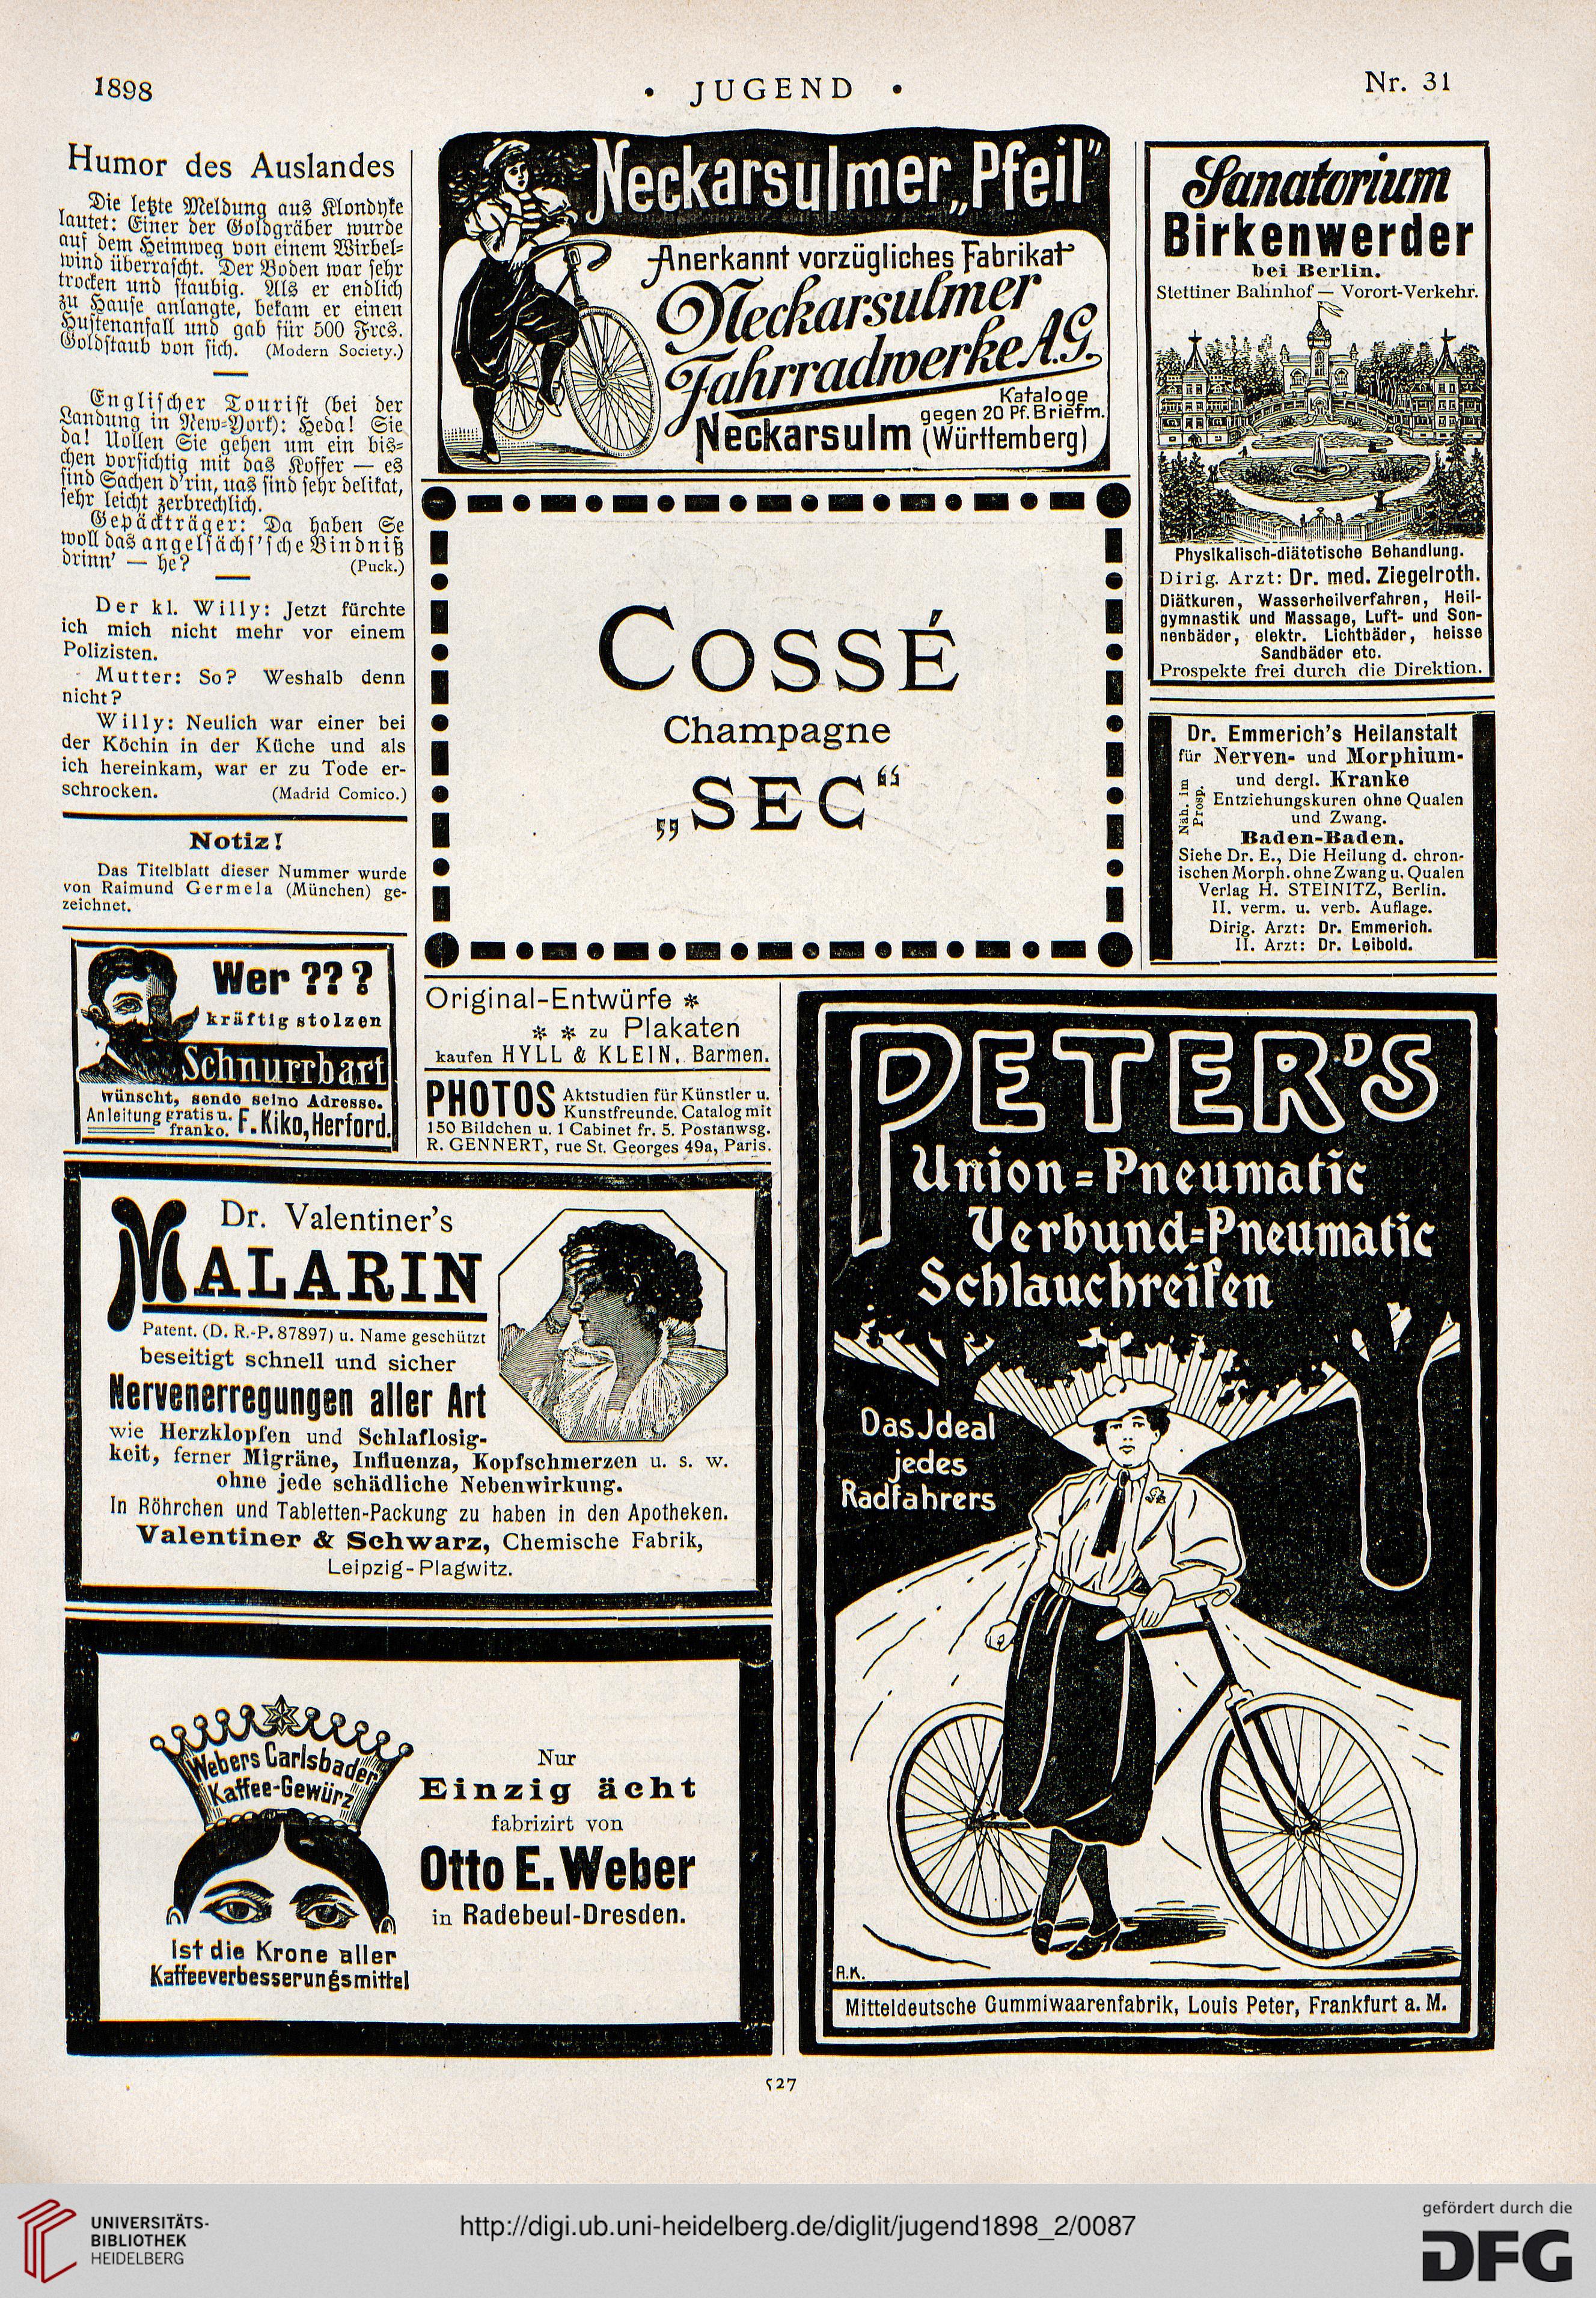 1898
• JUGEND •
Nr. 31
Humor des Auslandes
Die letzte Meldung aus Klondyke
lautet: Einer der Goldgräber wurde
auf dem Heimweg von einem Wirbel-
wind überrascht. Der Boden war sehr
trocken und staubig. Als er endlich
zu Hause anlangte, bekam er einen
Hustenanfall und gab für 500 Frcs.
Goldstaub von sich. (Modern Society.)
Englischer Tourist (bei der
Landung in New-York): Heda! Sie
da! Uollen Sie gehen um ein bis-
chen vorsichtig mit das Koffer — es
sind Sachen d'rin, uas sind sehr delikat,
sehr leicht zerbrechlich.
Gepäckträger: Da haben Se
woll das angelsächs'sche Bindniß
drinn' — he? (Puck.)
Der kl. Willy: Jetzt fürchte
ich mich nicht mehr vor einem
Polizisten.
Mutter: So? Weshalb denn
nicht?
Willy: Neulich war einer bei
der Köchin in der Küche und als
ich hereinkam, war er zu Tode er-
schrocken. (Madrid Comico.)
Notiz!
Das Titelblatt dieser Nummer wurde
von Raimund Germela (München) ge-
zeichnet.
Wer ???
kräftig stolzen
Schnurrbart
wünscht, sende seine Adresse.
Anleitung gratis u.
franko. F. Kiko, Herford.
Neckarsulmer „Pfeil"
Anerkannt vorzügliches Fabrikat
Neckarsulmer
Fahrradwerke A.G.
Kataloge
gegen 20 Pf. Briefm.
Neckarsulm (Württemberg)
COSSÉ
Champagne
„SEC“
Original-Entwürfe *
* * zu Plakaten
kaufen HYLL & KLEIN, Barmen.
PHOTOS Aktstudien für Künstler u.
Kunstfreunde. Catalog mit
150 Bildchen u. 1 Cabinet fr. 5. Postanwsg.
R. GENNERT, rue St. Georges 49a, Paris.
Sanatorium
Birkenwerder
bei Berlin.
Stettiner Bahnhof — Vorort-Verkehr.
Physikalisch-diätetische Behandlung.
Dirig. Arzt: Dr. med. Ziegelroth.
Diätkuren, Wasserheilverfahren, Heil-
gymnastik und Massage, Luft- und Son-
nenbäder, elektr. Lichtbäder, heisse
Sandbäder etc.
Prospekte frei durch die Direktion.
Dr. Emmerich's Heilanstalt
für Nerven- und Morphium-
und dergl. Kranke
Näh. im
Prosp.
Entziehungskuren ohne Qualen
und Zwang.
Baden-Baden.
Siehe Dr. E., Die Heilung d. chron-
ischen Morph. ohne Zwang u. Qualen
Verlag H. STEINITZ, Berlin.
II. verm. u. verb. Auflage.
Dirig. Arzt: Dr. Emmerich.
II. Arzt: Dr. Leibold.
Dr. Valentiner's
MALARIN
Patent. (D. R.-P. 87897) u. Name geschützt
beseitigt schnell und sicher
Nervenerregungen aller Art
wie Herzklopfen und Schlaflosig-
keit, ferner Migräne, Influenza, Kopfschmerzen u. s. w.
ohne jede schädliche Nebenwirkung.
In Röhrchen und Tabletten-Packung zu haben in den Apotheken.
Valentiner & Schwarz, Chemische Fabrik,
Leipzig-Plagwitz.
Webers Carlsbader
Kaffee-Gewürz
Ist die Krone aller
Kaffeeverbesserungsmittel
Nur
Einzig ächt
fabrizirt von
Otto E. Weber
in Radebeul-Dresden.
PETER'S
Union=Pneumatic
Verbund=Pneumatic
Schlauchreifen
Das Jdeal
jedes
Radfahrers
A.K.
Mitteldeutsche Gummiwaarenfabrik, Louis Peter, Frankfurt a. M.
527
UNIVERSITÄTS-
BIBLIOTHEK
HEIDELBERG
http://digi.ub.uni-heidelberg.de/diglit/jugend1898_2/0087
gefördert durch die
DFG